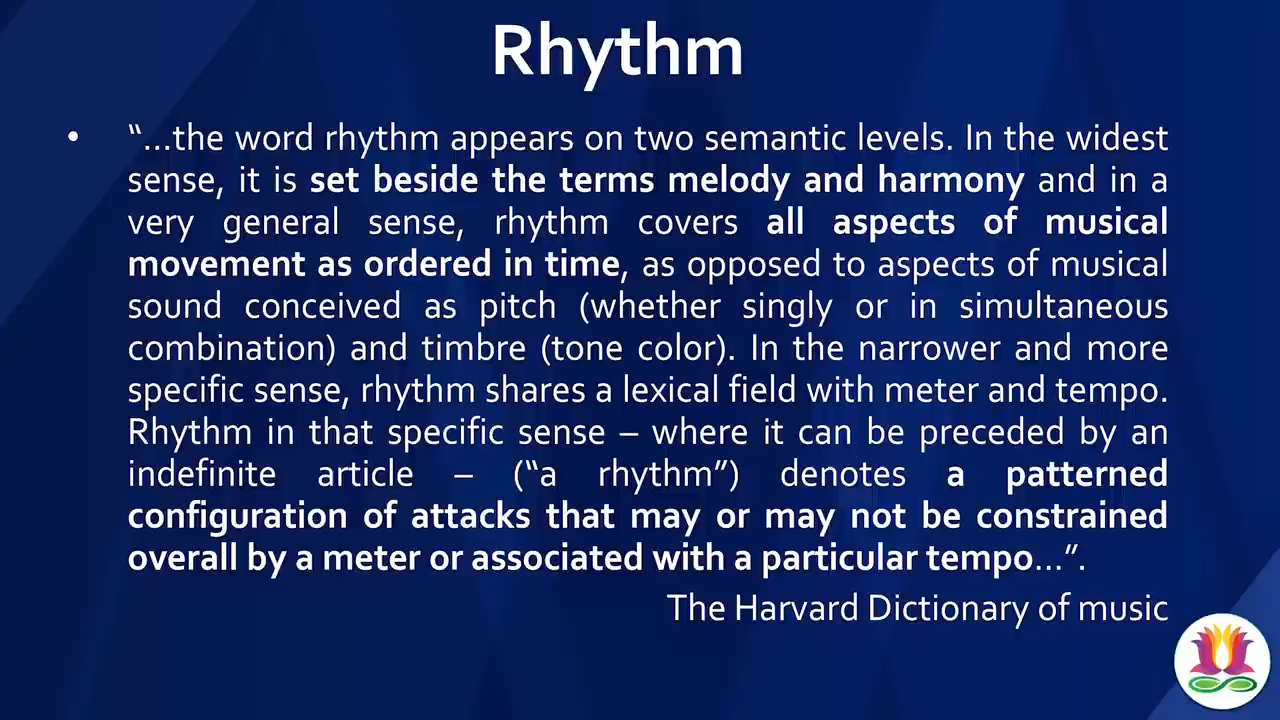 Rhythm
• “…the word rhythm appears on two semantic levels. In the widest
sense, it is set beside the terms melody and harmony and in a
very general sense, rhythm covers all aspects of musical
movement as ordered in time, as opposed to aspects of musical
sound conceived as pitch (whether singly or in simultaneous
combination) and timbre (tone color). In the narrower and more
specific sense, rhythm shares a lexical field with meter and tempo.
Rhythm in that specific sense – where it can be preceded by an
indefinite article – (“a rhythm”) denotes a patterned
configuration of attacks that may or may not be constrained
overall by a meter or associated with a particular tempo…”.
The Harvard Dictionary of music